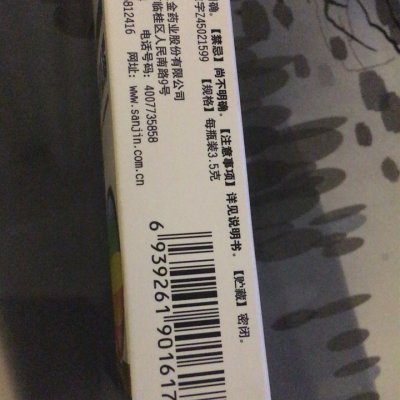 确。【禁忌】尚不明确。【注意事项】详见说明书。【贮藏】密闭。
字Z45021599 【规格】每瓶装3.5克
金药业股份有限公司
临桂区人民南路9号
电话号码：4007735858
812416 网址：www.sanjin.com.cn
6 939261 901617